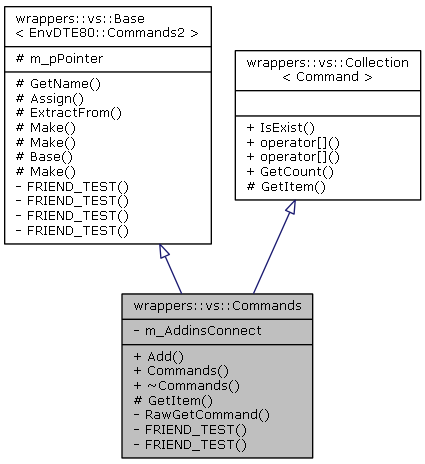 wrappers::vs::Base
< EnvDTE80::Commands2 >
# m_pPointer
# GetName()
# Assign()
# ExtractFrom()
# Make()
# Make()
# Base()
# Make()
- FRIEND_TEST()
- FRIEND_TEST()
- FRIEND_TEST()
- FRIEND_TEST()
wrappers::vs::Collection
< Command >
+ IsExist()
+ operator[]()
+ operator[]()
+ GetCount()
# GetItem()
wrappers::vs::Commands
- m_AddinsConnect
+ Add()
+ Commands()
+ ~Commands()
# GetItem()
- RawGetCommand()
- FRIEND_TEST()
- FRIEND_TEST()